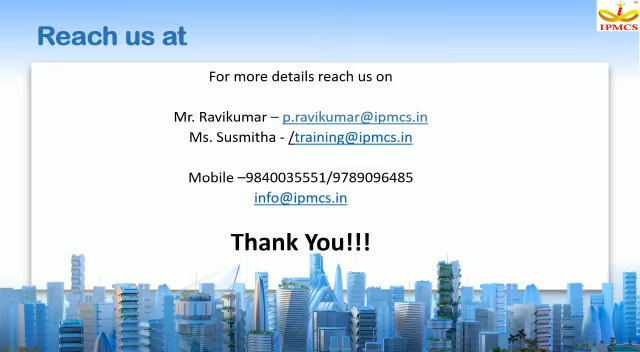 Reach us at
IPMCS
For more details reach us on
Mr. Ravikumar – p.ravikumar@ipmcs.in
Ms. Susmitha - /training@ipmcs.in
Mobile –9840035551/9789096485
info@ipmcs.in
Thank You!!!